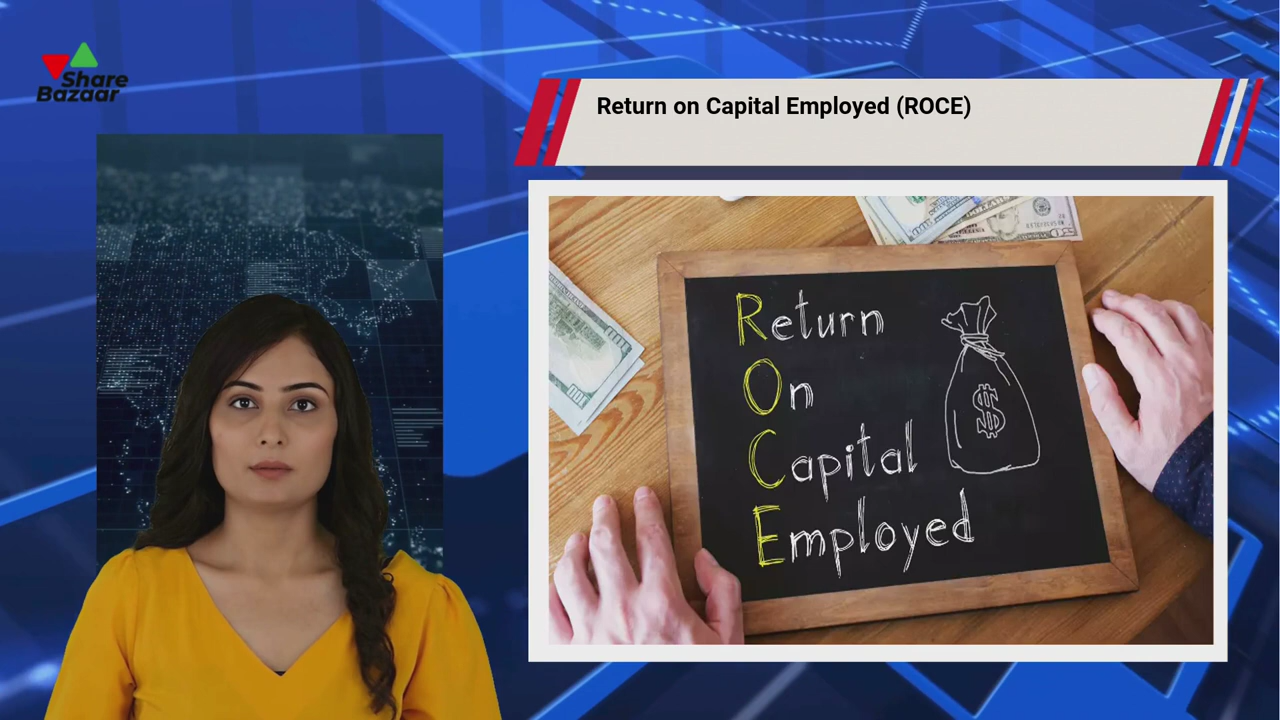 Share
Bazaar
Return on Capital Employed (ROCE)
Return
On
Capital
Employed
$